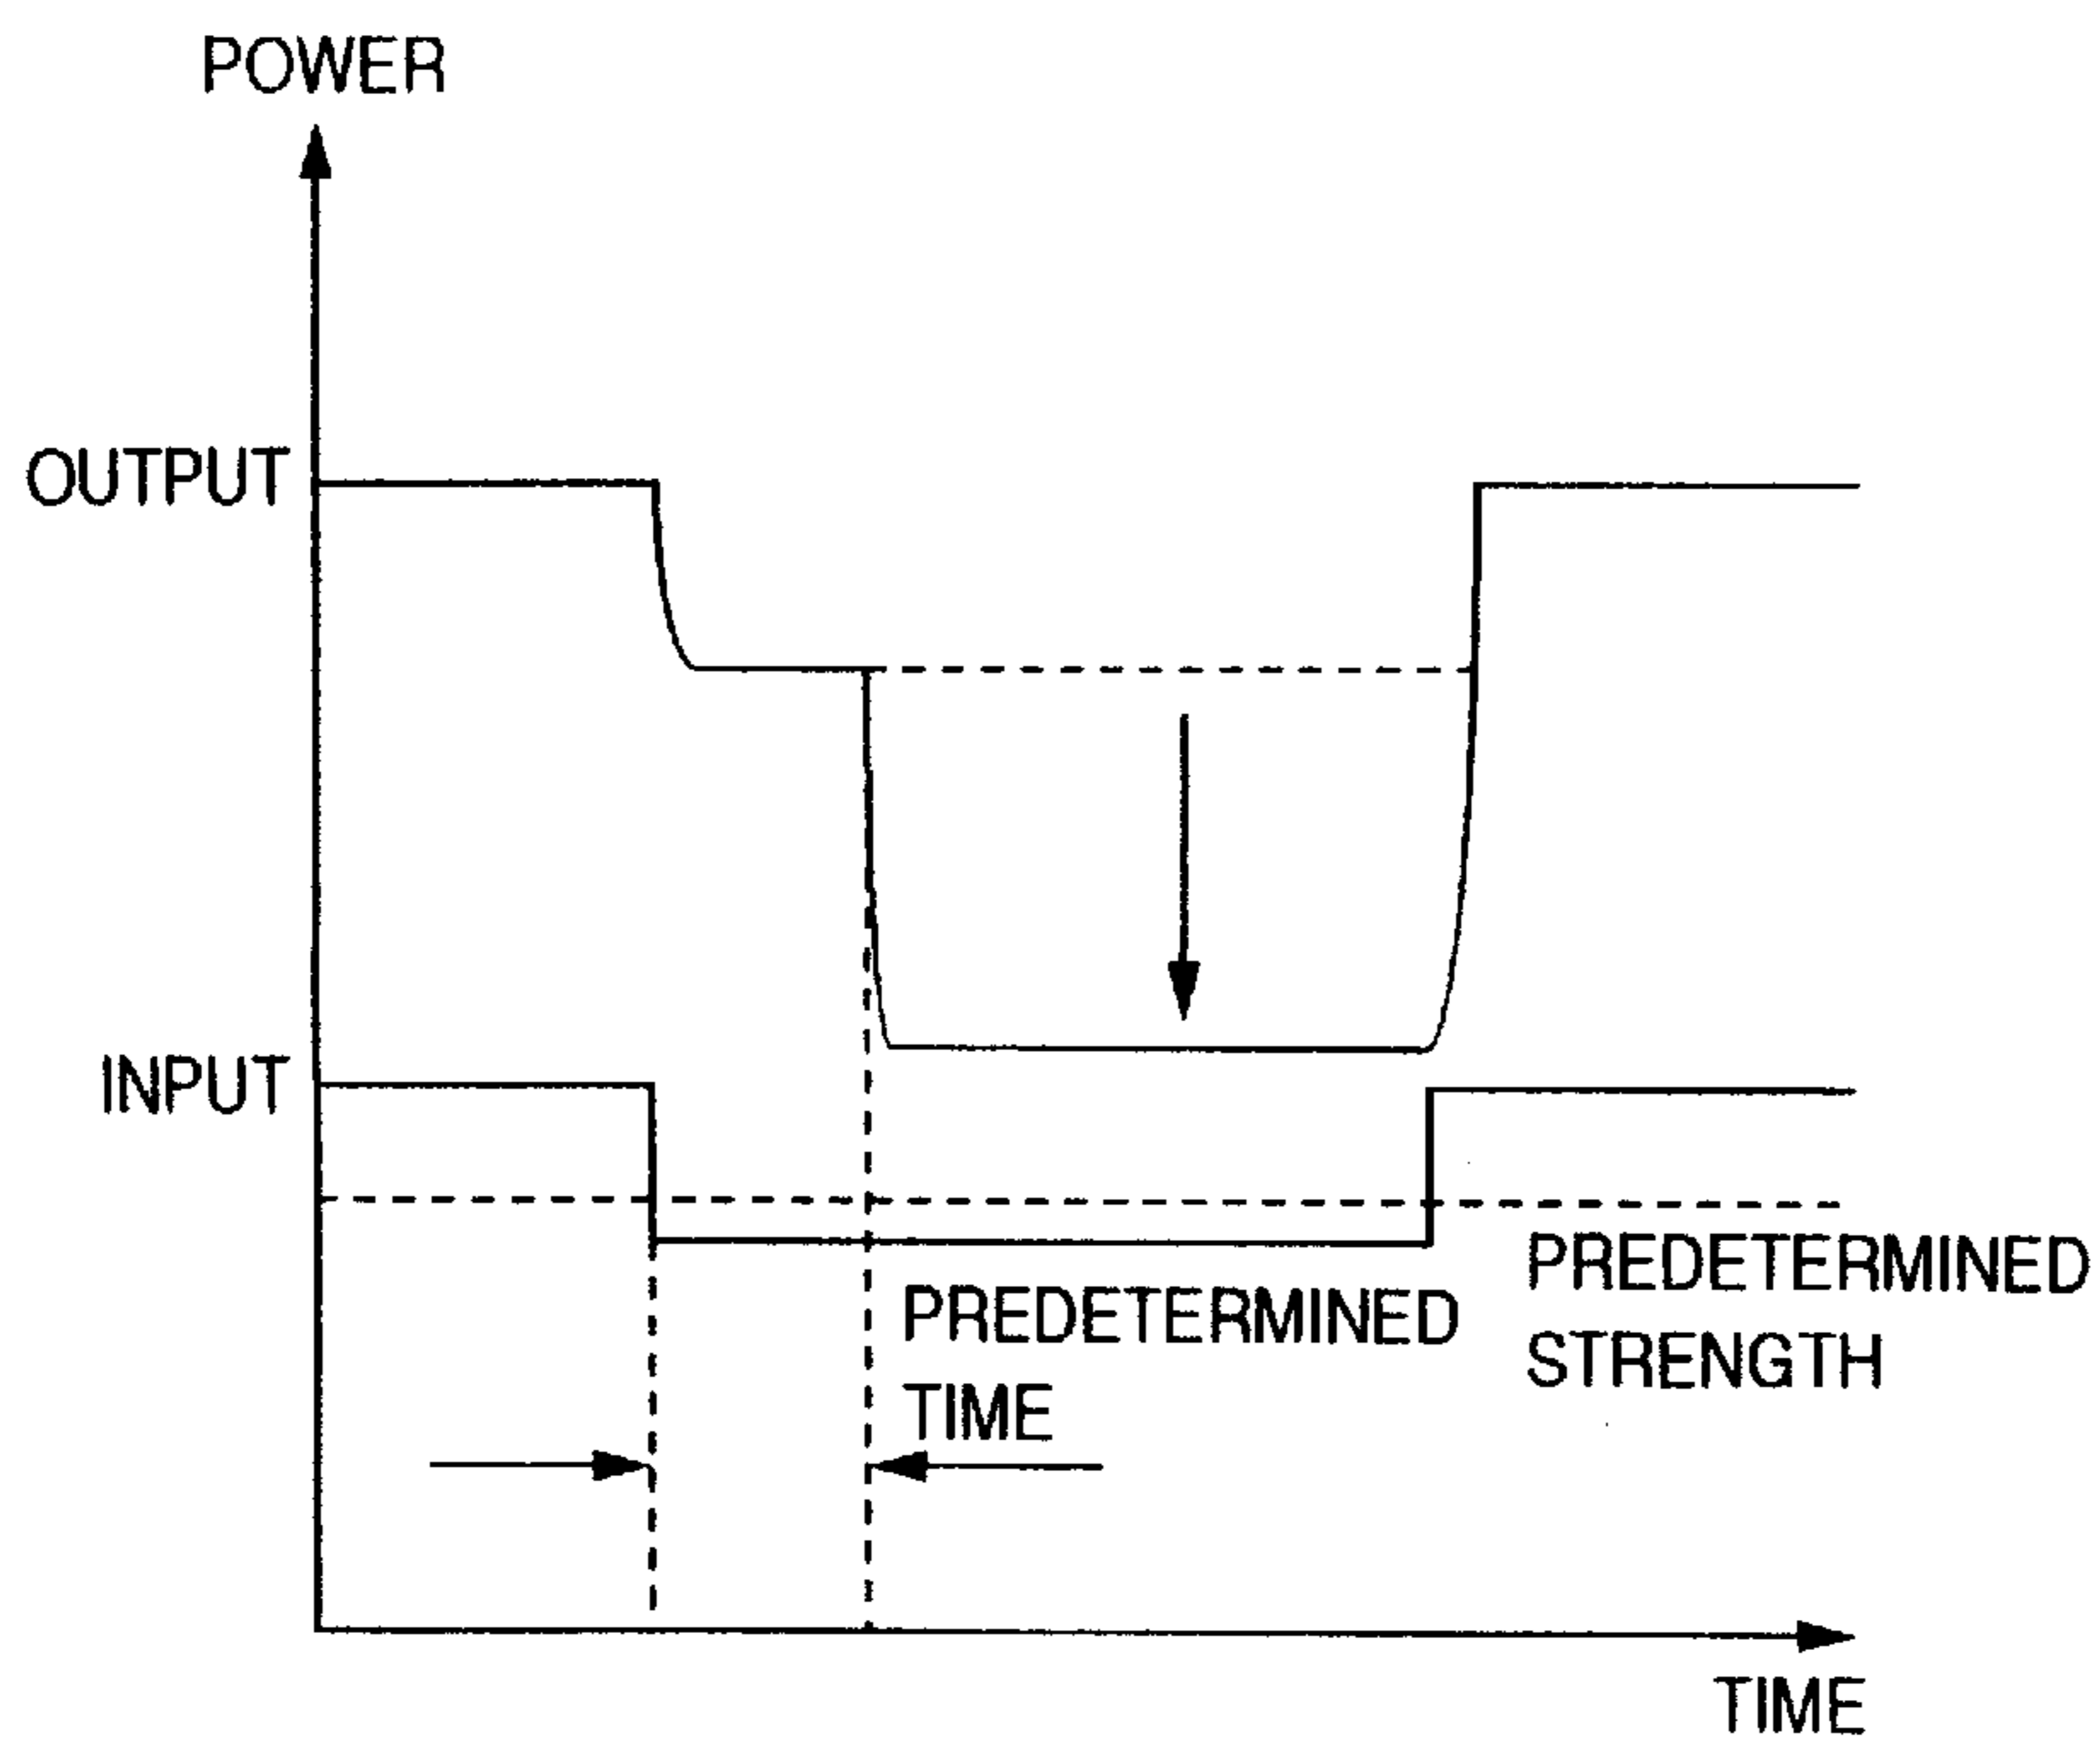 POWER
OUTPUT
INPUT
PREDETERMINED
STRENGTH
PREDETERMINED
TIME
TIME